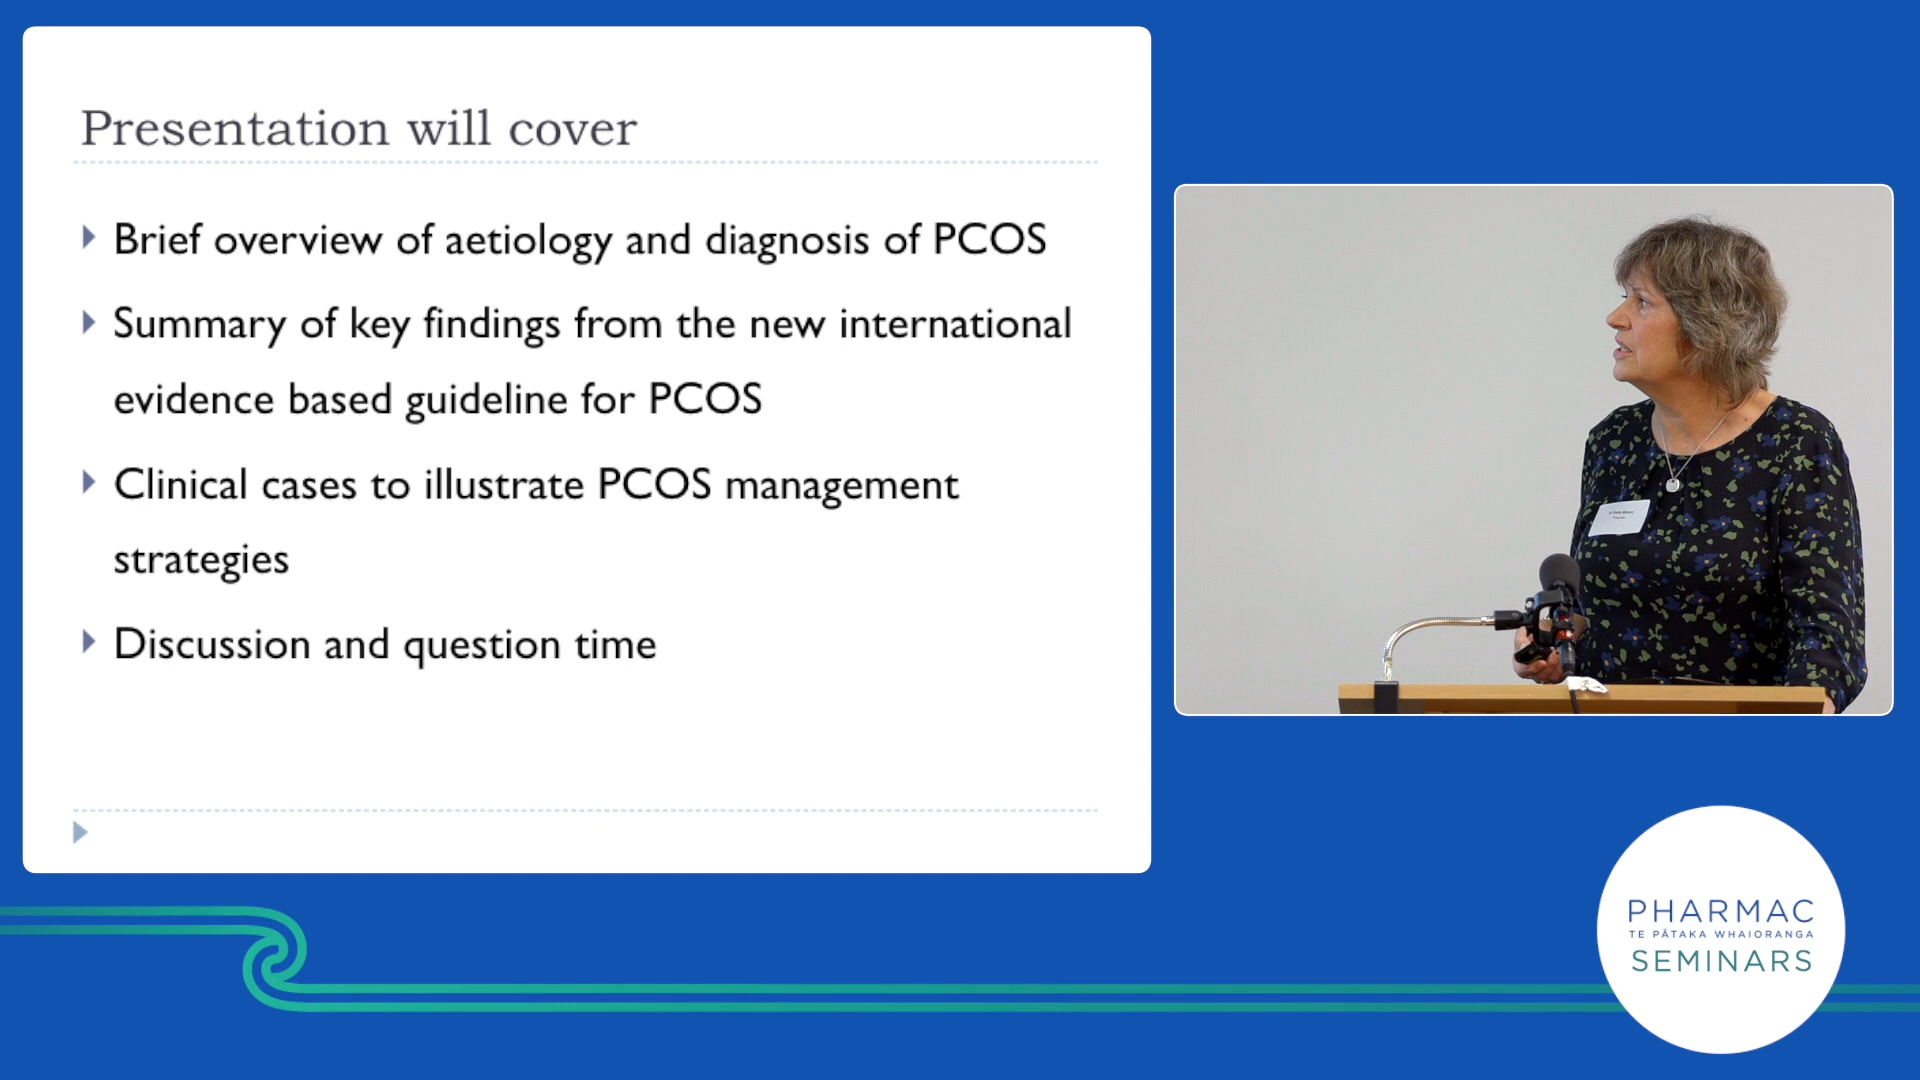 Presentation will cover
Brief overview of aetiology and diagnosis of PCOS
Summary of key findings from the new international
evidence based guideline for PCOS
Clinical cases to illustrate PCOS management
strategies
Discussion and question time
PHARMAC
TE PĀTAKA WHAIORANGA
SEMINARS